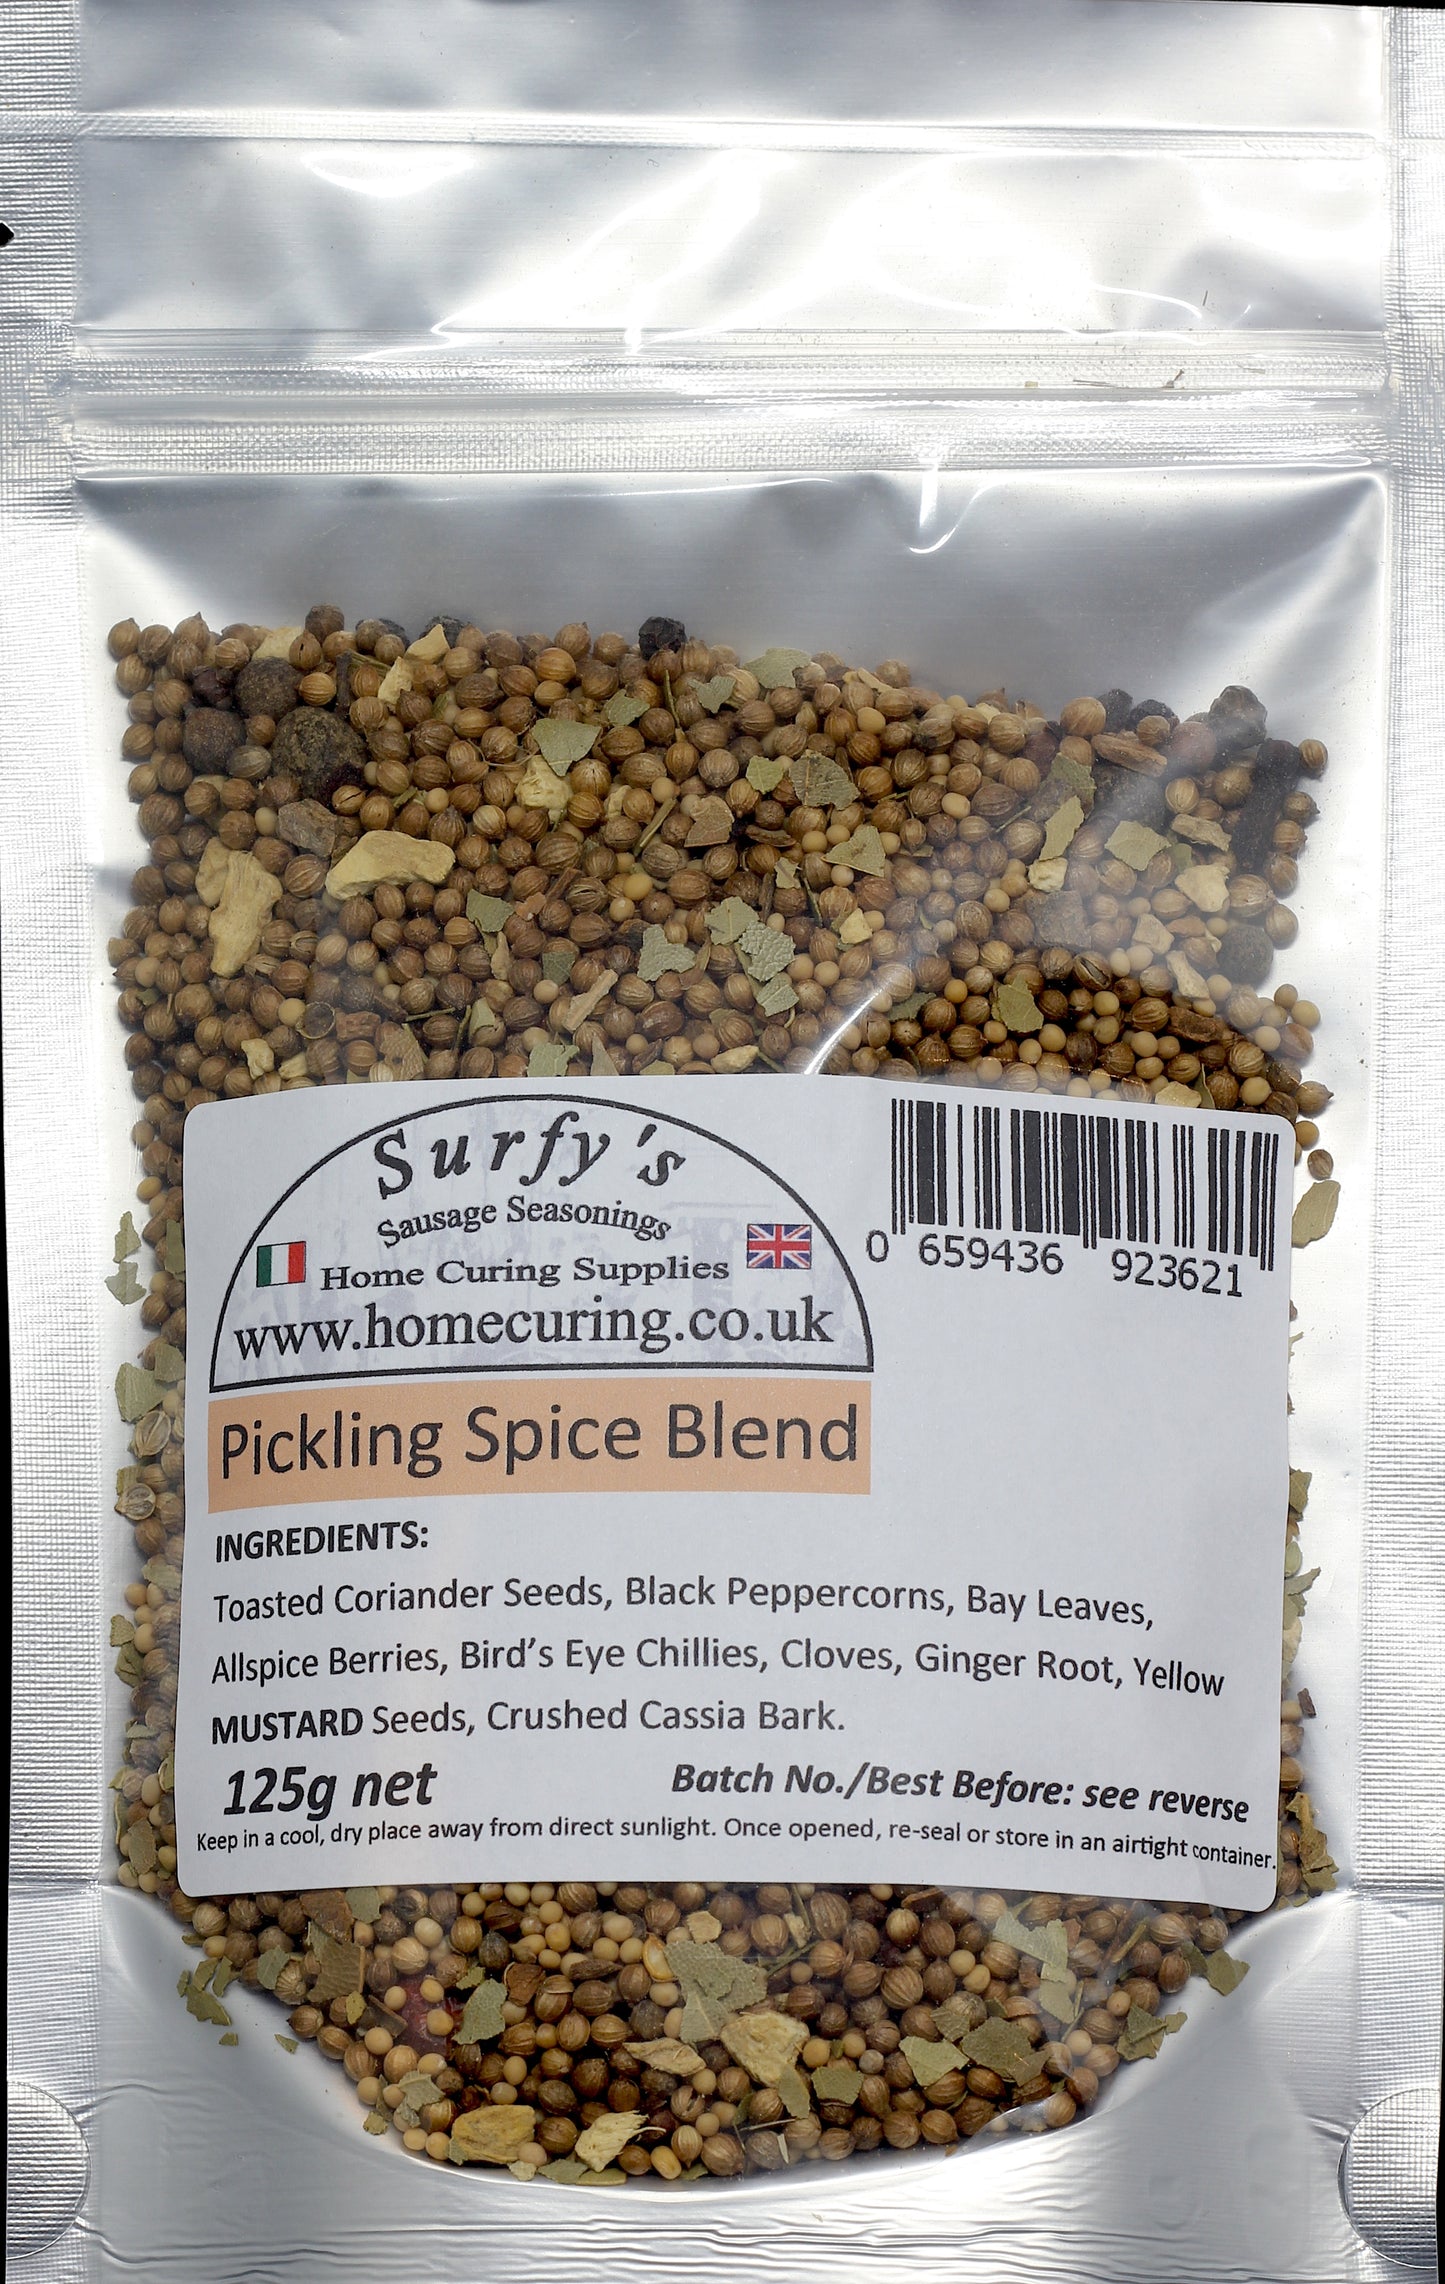 Surfy's
Sausage Seasonings
Home Curing Supplies
www.homecuring.co.uk
0 659436 923621
Pickling Spice Blend
INGREDIENTS:
Toasted Coriander Seeds, Black Peppercorns, Bay Leaves,
Allspice Berries, Bird’s Eye Chillies, Cloves, Ginger Root, Yellow
MUSTARD Seeds, Crushed Cassia Bark.
125g net
Batch No./Best Before: see reverse
Keep in a cool, dry place away from direct sunlight. Once opened, re-seal or store in an airtight container.